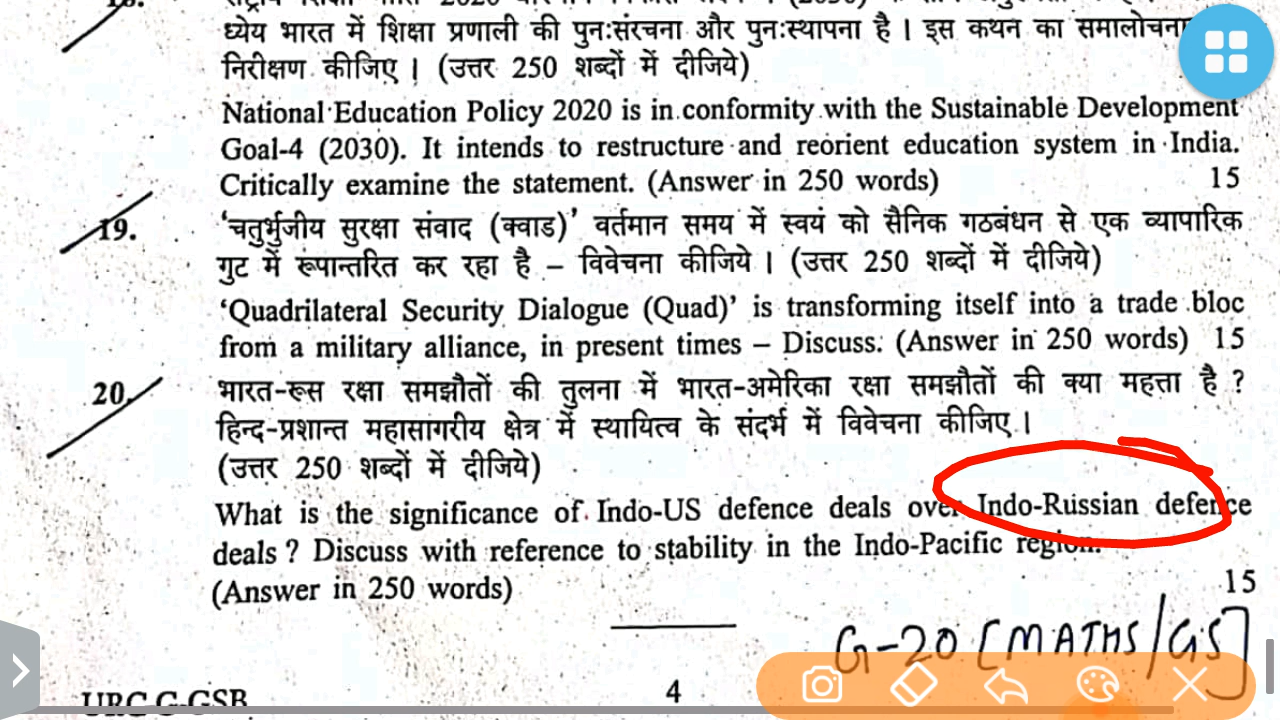 ध्येय भारत में शिक्षा प्रणाली की पुनःसंरचना और पुनःस्थापना है । इस कथन का समालोचना
निरीक्षण कीजिए । (उत्तर 250 शब्दों में दीजिये)
National Education Policy 2020 is in conformity with the Sustainable Development
Goal-4 (2030). It intends to restructure and reorient education system in India.
Critically examine the statement. (Answer in 250 words) 15
19. ‘चतुर्भुजीय सुरक्षा संवाद (क्वाड)’ वर्तमान समय में स्वयं को सैनिक गठबंधन से एक व्यापारिक
गुट में रूपान्तरित कर रहा है – विवेचना कीजिये । (उत्तर 250 शब्दों में दीजिये)
‘Quadrilateral Security Dialogue (Quad)’ is transforming itself into a trade bloc
from a military alliance, in present times – Discuss. (Answer in 250 words) 15
20. भारत-रूस रक्षा समझौतों की तुलना में भारत-अमेरिका रक्षा समझौतों की क्या महत्ता है ?
हिन्द-प्रशान्त महासागरीय क्षेत्र में स्थायित्व के संदर्भ में विवेचना कीजिए ।
(उत्तर 250 शब्दों में दीजिये)
What is the significance of Indo-US defence deals over Indo-Russian defence
deals ? Discuss with reference to stability in the Indo-Pacific region.
(Answer in 250 words) 15
G-20 [MATHS/GS]
URC-G-GSB 4